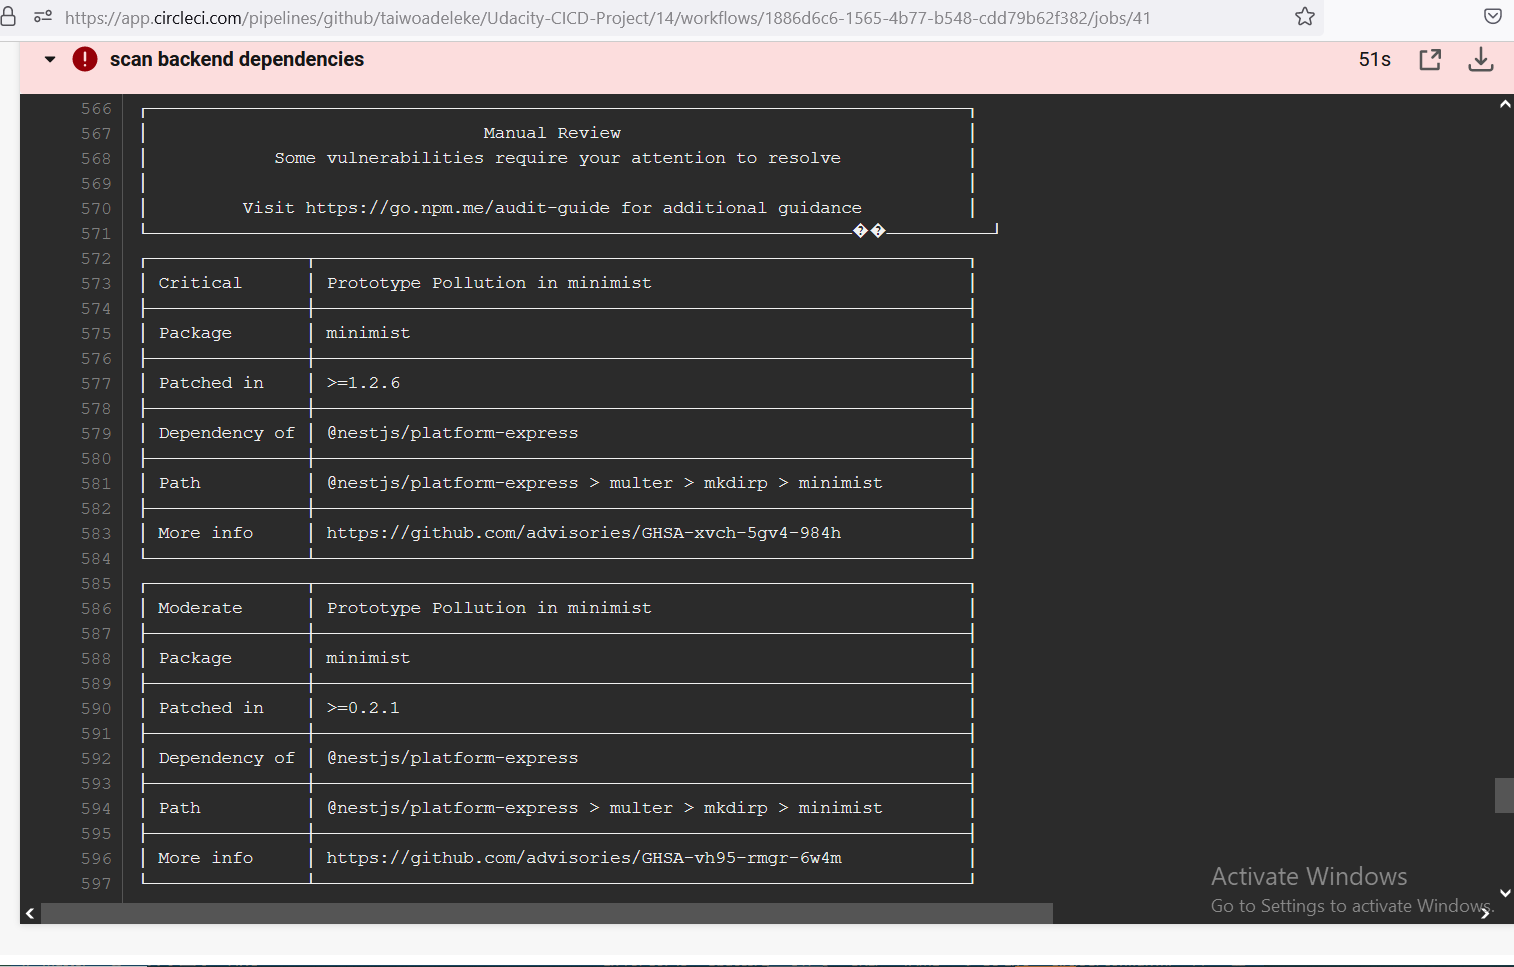 https://app.circleci.com/pipelines/github/taiwoadeleke/Udacity-CICD-Project/14/workflows/1886d6c6-1565-4b77-b548-cdd79b62f382/jobs/41
scan backend dependencies 51s
566
567 Manual Review
568 Some vulnerabilities require your attention to resolve
569
570 Visit https://go.npm.me/audit-guide for additional guidance
571 ��
572
573 Critical Prototype Pollution in minimist
574
575 Package minimist
576
577 Patched in >=1.2.6
578
579 Dependency of @nestjs/platform-express
580
581 Path @nestjs/platform-express > multer > mkdirp > minimist
582
583 More info https://github.com/advisories/GHSA-xvch-5gv4-984h
584
585
586 Moderate Prototype Pollution in minimist
587
588 Package minimist
589
590 Patched in >=0.2.1
591
592 Dependency of @nestjs/platform-express
593
594 Path @nestjs/platform-express > multer > mkdirp > minimist
595
596 More info https://github.com/advisories/GHSA-vh95-rmgr-6w4m
597
Activate Windows
Go to Settings to activate Windows.